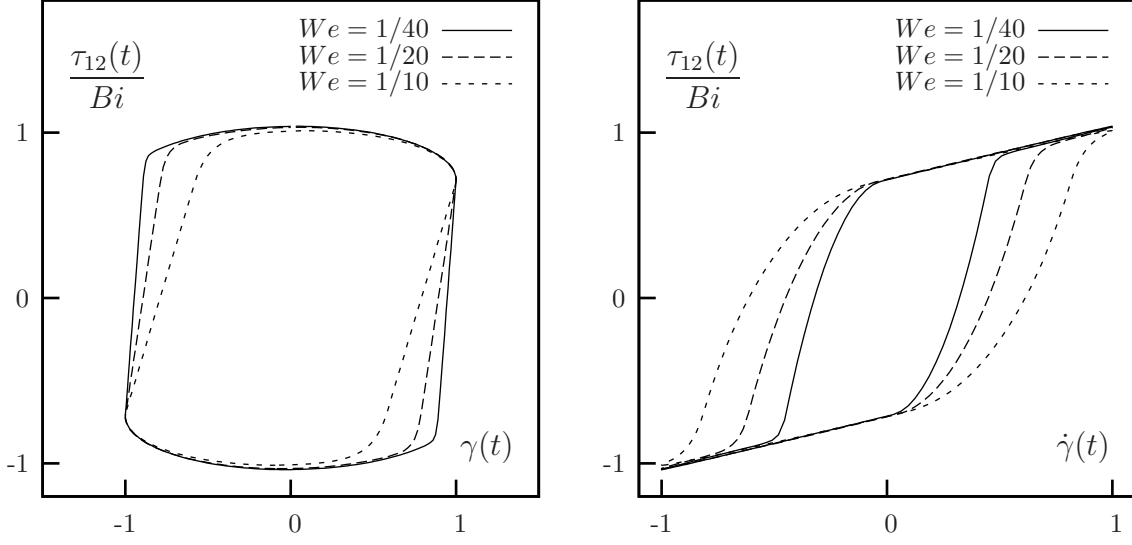 We = 1/40
We = 1/20
We = 1/10
τ₁₂(t)
Bi
1
0
-1
γ(t)
-1 0 1
We = 1/40
We = 1/20
We = 1/10
τ₁₂(t)
Bi
1
0
-1
γ̇(t)
-1 0 1